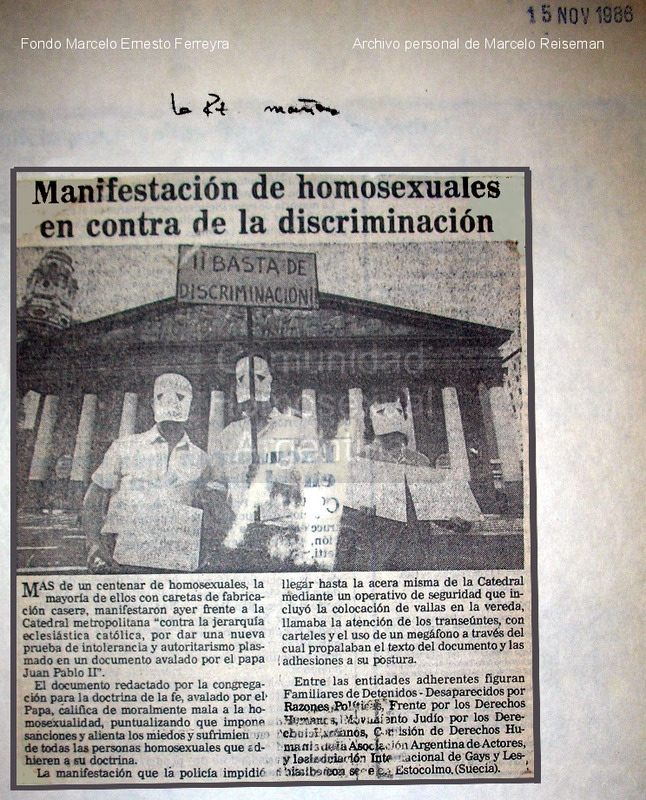 15 NOV 1986
Fondo Marcelo Ernesto Ferreyra
Archivo personal de Marcelo Reiseman
la mañana
Manifestación de homosexuales
en contra de la discriminación
¡¡BASTA DE
DISCRIMINACION!!
Comunidad
Homosexual
Argentina
MAS de un centenar de homosexuales, la
mayoría de ellos con caretas de fabrica-
ción casera, manifestaron ayer frente a la
Catedral metropolitana "contra la jerarquía
eclesiástica católica, por dar una nueva
prueba de intolerancia y autoritarismo plas-
mado en un documento avalado por el papa
Juan Pablo II".
El documento redactado por la congrega-
ción para la doctrina de la fe, avalado por el
Papa, califica de moralmente mala a la ho-
mosexualidad, puntualizando que impone
sanciones y alienta los miedos y sufrimien
de todas las personas homosexuales que ad-
hieren a su doctrina.
La manifestación que la policía impidió
llegar hasta la acera misma de la Catedral
mediante un operativo de seguridad que in-
cluyó la colocación de vallas en la vereda,
llamaba la atención de los transeúntes, con
carteles y el uso de un megáfono a través del
cual propalaban el texto del documento y las
adhesiones a su postura.
Entre las entidades adherentes figuran
Familiares de Detenidos - Desaparecidos por
Razones Políticas, Frente por los Derechos
Humanos, Movimiento Judío por los Dere-
chos Humanos, Comisión de Derechos Hu-
manos de la Asociación Argentina de Actores,
y la Asociación Internacional de Gays y Les-
bianas con sede en Estocolmo, (Suecia).